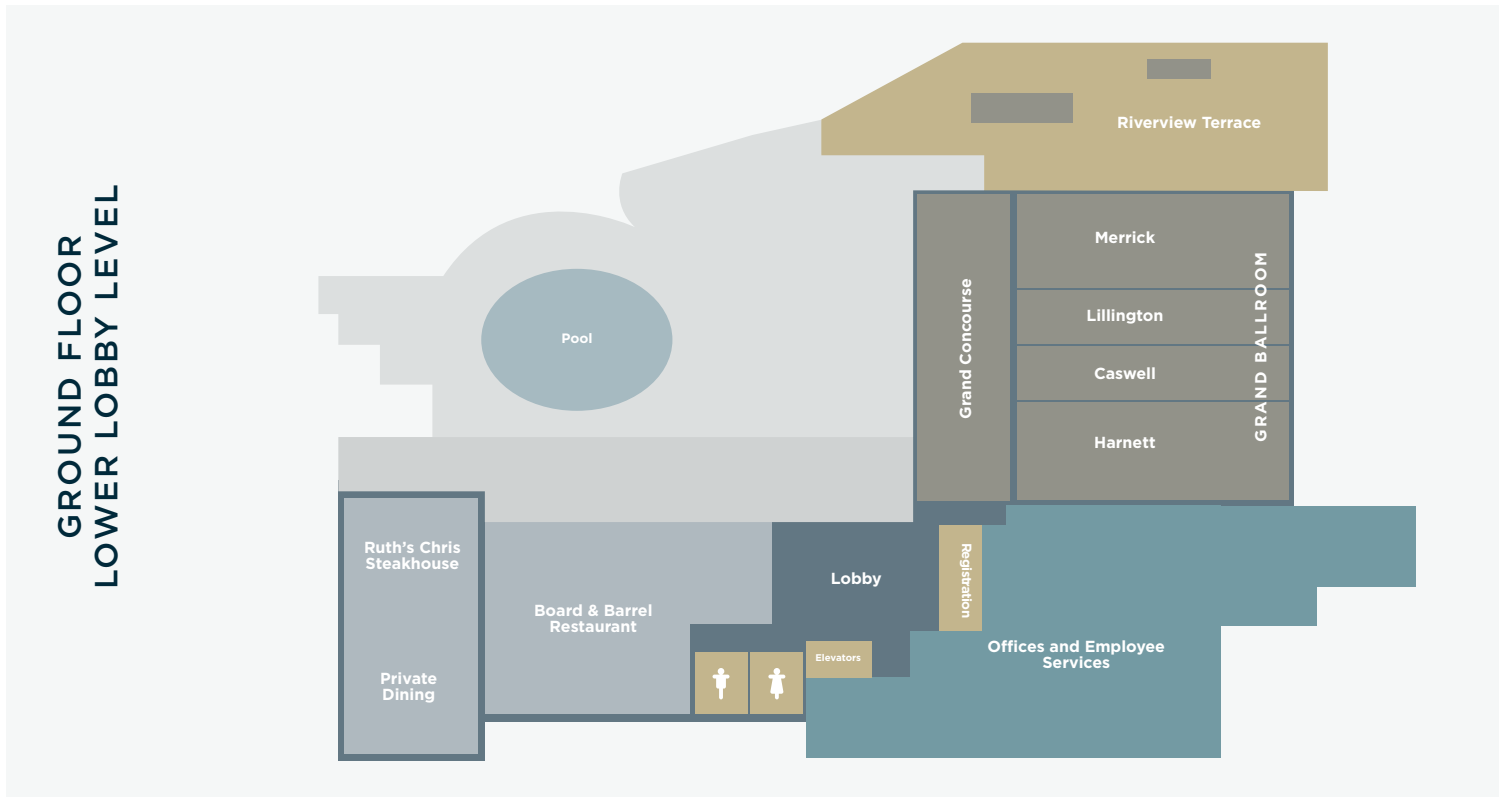 GROUND FLOOR
LOWER LOBBY LEVEL
Riverview Terrace
Merrick
Lillington
Caswell
Harnett
GRAND BALLROOM
Grand Concourse
Pool
Ruth’s Chris
Steakhouse
Private
Dining
Board & Barrel
Restaurant
Lobby
Registration
Elevators
Offices and Employee
Services